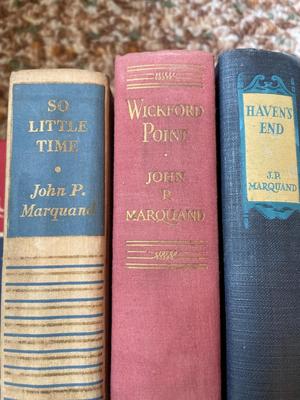 SO
LITTLE
TIME
John P.
Marquand
WICKFORD
POINT
JOHN
P.
MARQUAND
HAVEN'S
END
J.P.
MARQUAND